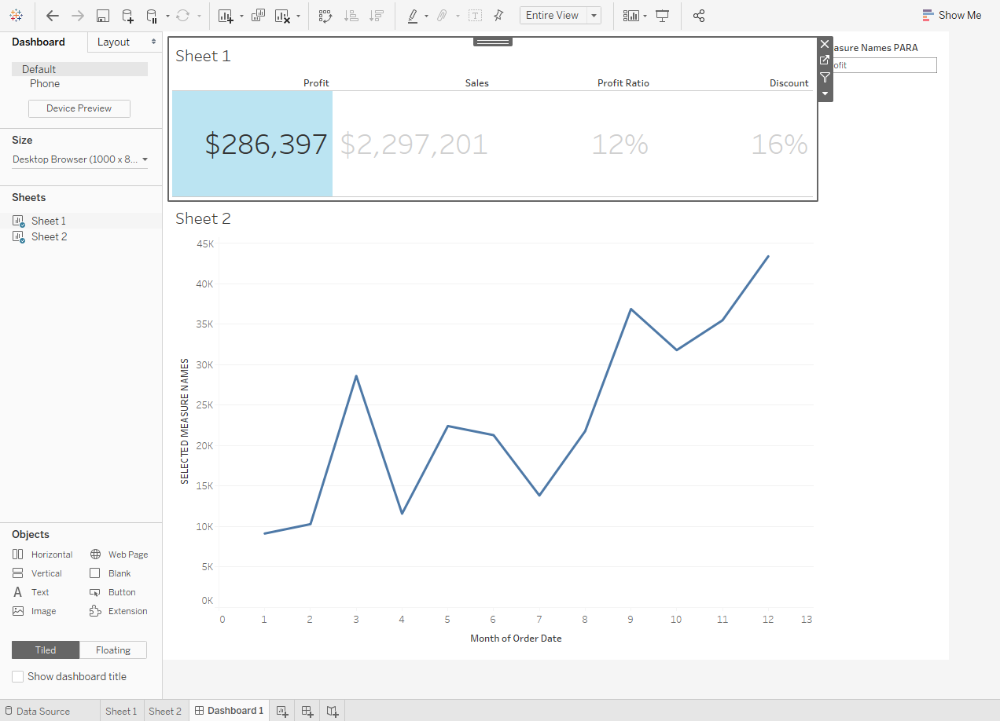 Entire View
Show Me
Dashboard
Layout
Default
Phone
Device Preview
Size
Desktop Browser (1000 x 8...
Sheets
Sheet 1
Sheet 2
Objects
Horizontal
Web Page
Vertical
Blank
Text
Button
Image
Extension
Tiled
Floating
Show dashboard title
Sheet 1
Profit Sales Profit Ratio Discount
$286,397 $2,297,201 12% 16%
asure Names PARA
ofit
Sheet 2
45K
40K
35K
30K
25K
20K
15K
10K
5K
0K
SELECTED MEASURE NAMES
0 1 2 3 4 5 6 7 8 9 10 11 12 13
Month of Order Date
Data Source
Sheet 1
Sheet 2
Dashboard 1